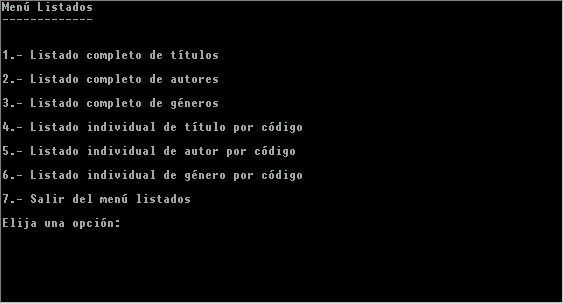 Menú Listados
-------------
1.- Listado completo de títulos
2.- Listado completo de autores
3.- Listado completo de géneros
4.- Listado individual de título por código
5.- Listado individual de autor por código
6.- Listado individual de género por código
7.- Salir del menú listados
Elija una opción: